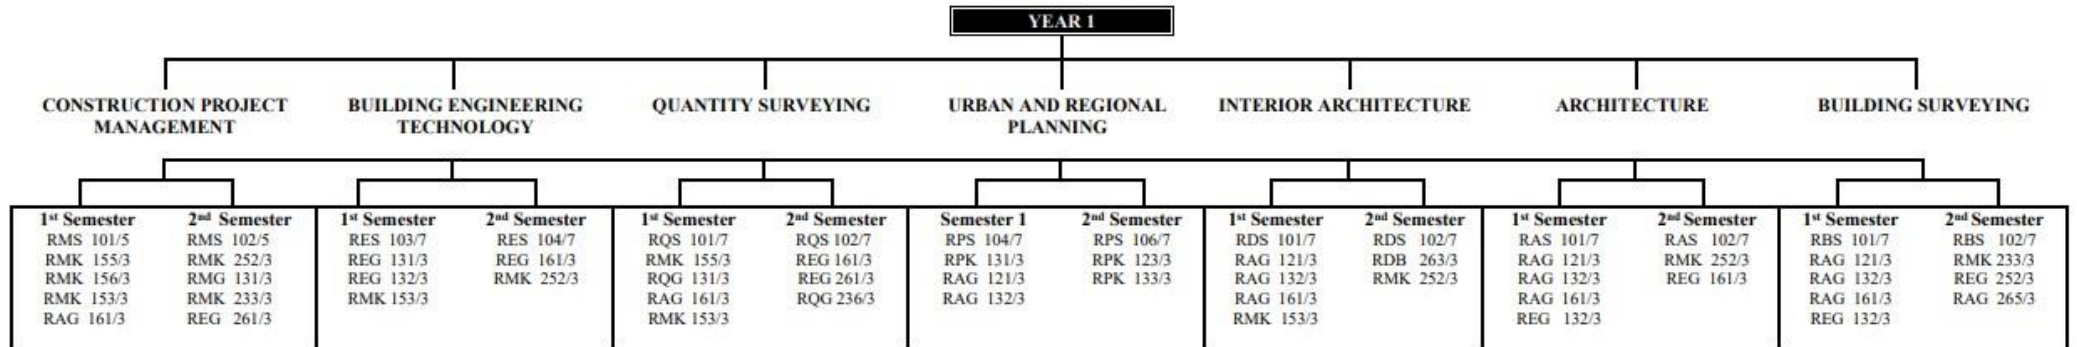 YEAR 1
CONSTRUCTION PROJECT
MANAGEMENT
BUILDING ENGINEERING
TECHNOLOGY
QUANTITY SURVEYING
URBAN AND REGIONAL
PLANNING
INTERIOR ARCHITECTURE
ARCHITECTURE
BUILDING SURVEYING
1st Semester
RMS 101/5
RMK 155/3
RMK 156/3
RMK 153/3
RAG 161/3
2nd Semester
RMS 102/5
RMK 252/3
RMG 131/3
RMK 233/3
REG 261/3
1st Semester
RES 103/7
REG 131/3
REG 132/3
RMK 153/3
2nd Semester
RES 104/7
REG 161/3
RMK 252/3
1st Semester
RQS 101/7
RMK 155/3
RQG 131/3
RAG 161/3
RMK 153/3
2nd Semester
RQS 102/7
REG 161/3
REG 261/3
RQG 236/3
Semester 1
RPS 104/7
RPK 131/3
RAG 121/3
RAG 132/3
2nd Semester
RPS 106/7
RPK 123/3
RPK 133/3
1st Semester
RDS 101/7
RAG 121/3
RAG 132/3
RAG 161/3
RMK 153/3
2nd Semester
RDS 102/7
RDB 263/3
RMK 252/3
1st Semester
RAS 101/7
RAG 121/3
RAG 132/3
RAG 161/3
REG 132/3
2nd Semester
RAS 102/7
RMK 252/3
REG 161/3
1st Semester
RBS 101/7
RAG 121/3
RAG 132/3
RAG 161/3
REG 132/3
2nd Semester
RBS 102/7
RMK 233/3
REG 252/3
RAG 265/3